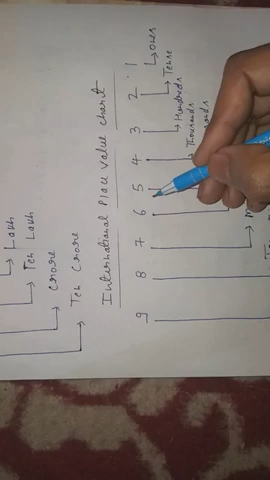 Lakh
Ten Lakh
Crore
Ten Crore
International Place Value Chart
9 8 7 6 5 4 3 2 1
Ones
Tense
Hundreds
Thousands